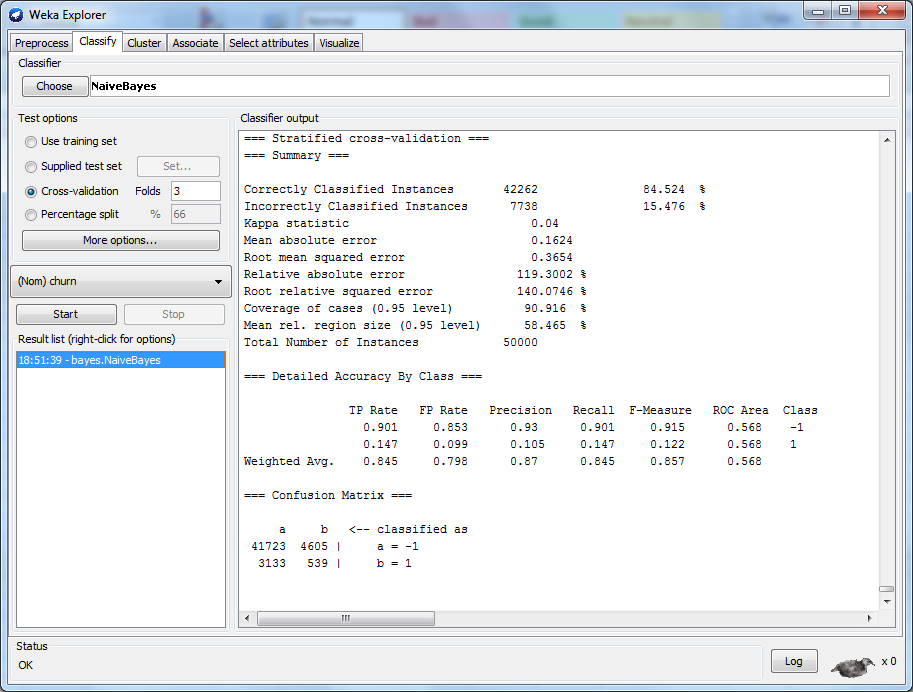 Weka Explorer
Preprocess Classify Cluster Associate Select attributes Visualize
Classifier
Choose NaiveBayes
Test options
Use training set
Supplied test set Set...
Cross-validation Folds 3
Percentage split % 66
More options...
(Nom) churn
Start Stop
Result list (right-click for options)
18:51:39 - bayes.NaiveBayes
Classifier output
=== Stratified cross-validation ===
=== Summary ===
Correctly Classified Instances 42262 84.524 %
Incorrectly Classified Instances 7738 15.476 %
Kappa statistic 0.04
Mean absolute error 0.1624
Root mean squared error 0.3654
Relative absolute error 119.3002 %
Root relative squared error 140.0746 %
Coverage of cases (0.95 level) 90.916 %
Mean rel. region size (0.95 level) 58.465 %
Total Number of Instances 50000
=== Detailed Accuracy By Class ===
TP Rate FP Rate Precision Recall F-Measure ROC Area Class
0.901 0.853 0.93 0.901 0.915 0.568 -1
0.147 0.099 0.105 0.147 0.122 0.568 1
Weighted Avg. 0.845 0.798 0.87 0.845 0.857 0.568
=== Confusion Matrix ===
a b <-- classified as
41723 4605 | a = -1
3133 539 | b = 1
Status
OK
Log x 0